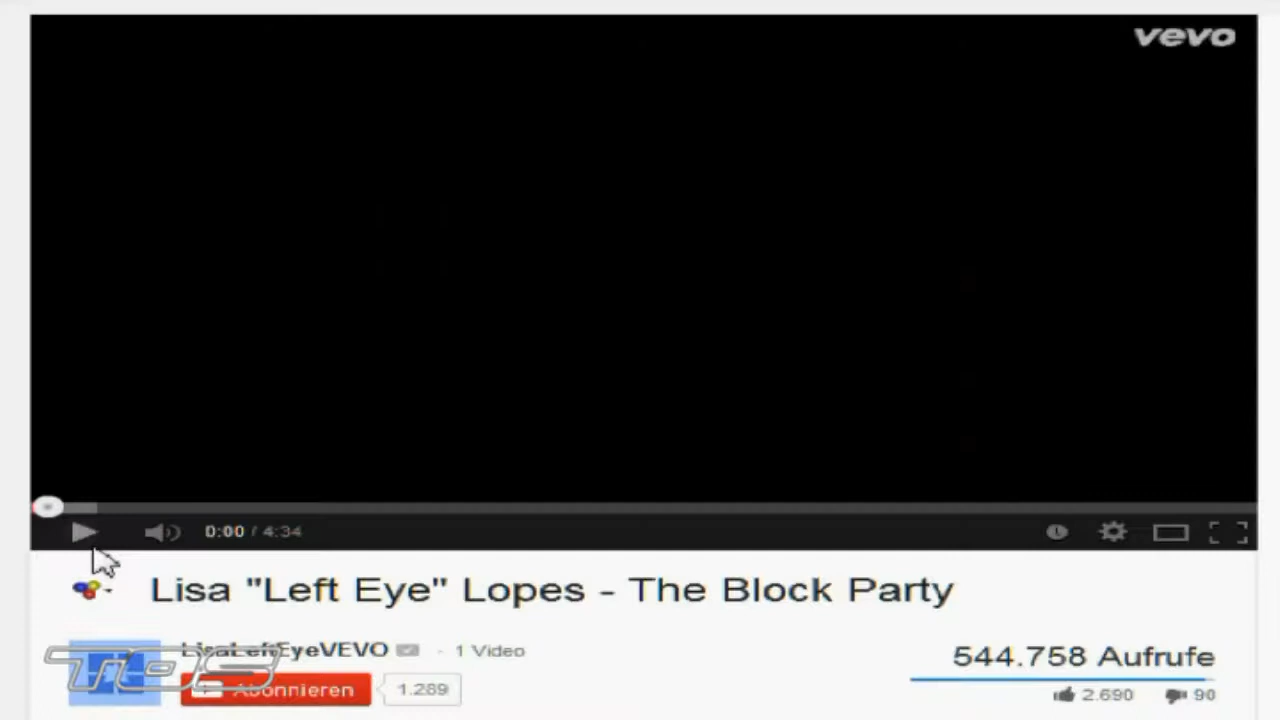 vevo
0:00 / 4:34
Lisa "Left Eye" Lopes - The Block Party
LisaLeftEyeVEVO · 1 Video
Abonnieren 1.289
544.758 Aufrufe
2.690 90